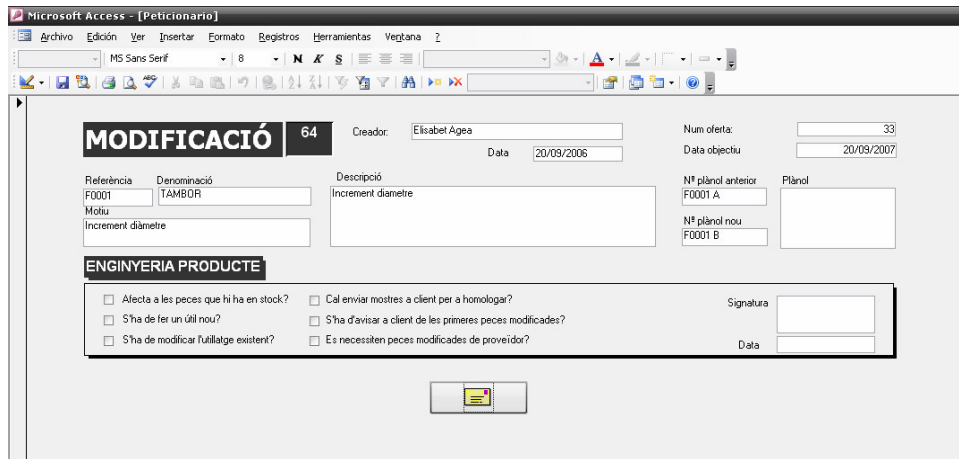 Microsoft Access - [Peticionario]
Archivo Edición Ver Insertar Formato Registros Herramientas Ventana ?
MS Sans Serif 8 N K S
MODIFICACIÓ 64 Creador: Elisabet Agea Num oferta: 33
Data 20/09/2006 Data objectiu 20/09/2007
Referència Denominació Descripció Nº plànol anterior Plànol
F0001 TAMBOR Increment diametre F0001 A
Motiu Nº plànol nou
Increment diàmetre F0001 B
ENGINYERIA PRODUCTE
Afecta a les peces que hi ha en stock? Cal enviar mostres a client per a homologar? Signatura
S'ha de fer un útil nou? S'ha d'avisar a client de les primeres peces modificades?
S'ha de modificar l'utillatge existent? Es necessiten peces modificades de proveïdor? Data